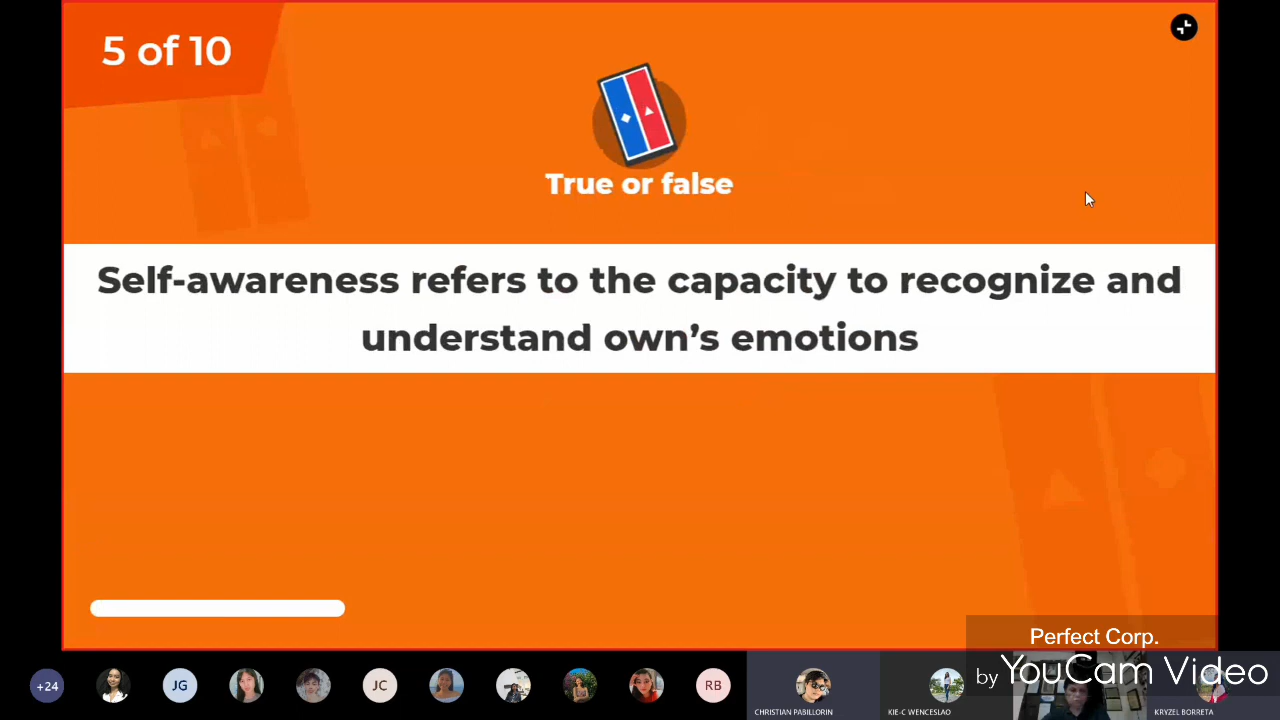 5 of 10
True or false
Self-awareness refers to the capacity to recognize and
understand own’s emotions
Perfect Corp.
by YouCam Video
+24
JG
JC
RB
CHRISTIAN PABILLORIN
KIE-C WENCESLAO
KRYZEL BORRETA